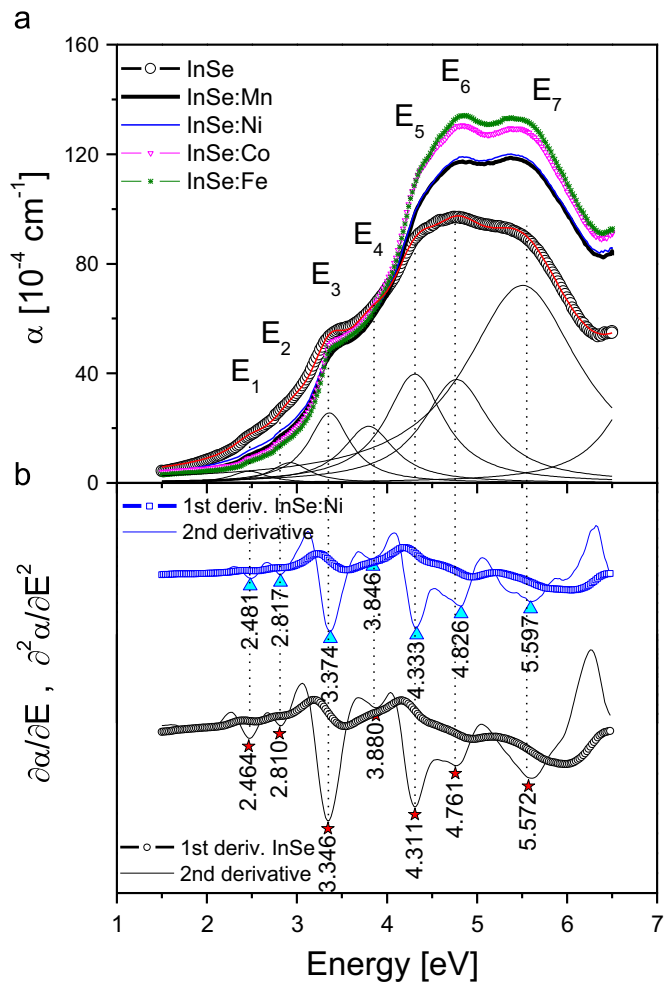 a
160
120
80
40
0
α [10⁻⁴ cm⁻¹]
InSe
InSe:Mn
InSe:Ni
InSe:Co
InSe:Fe
E₁
E₂
E₃
E₄
E₅
E₆
E₇
b
∂α/∂E , ∂²α/∂E²
1st deriv. InSe:Ni
2nd derivative
2.481
2.817
3.374
3.846
4.333
4.826
5.597
2.464
2.810
3.346
3.880
4.311
4.761
5.572
1st deriv. InSe
2nd derivative
1 2 3 4 5 6 7
Energy [eV]